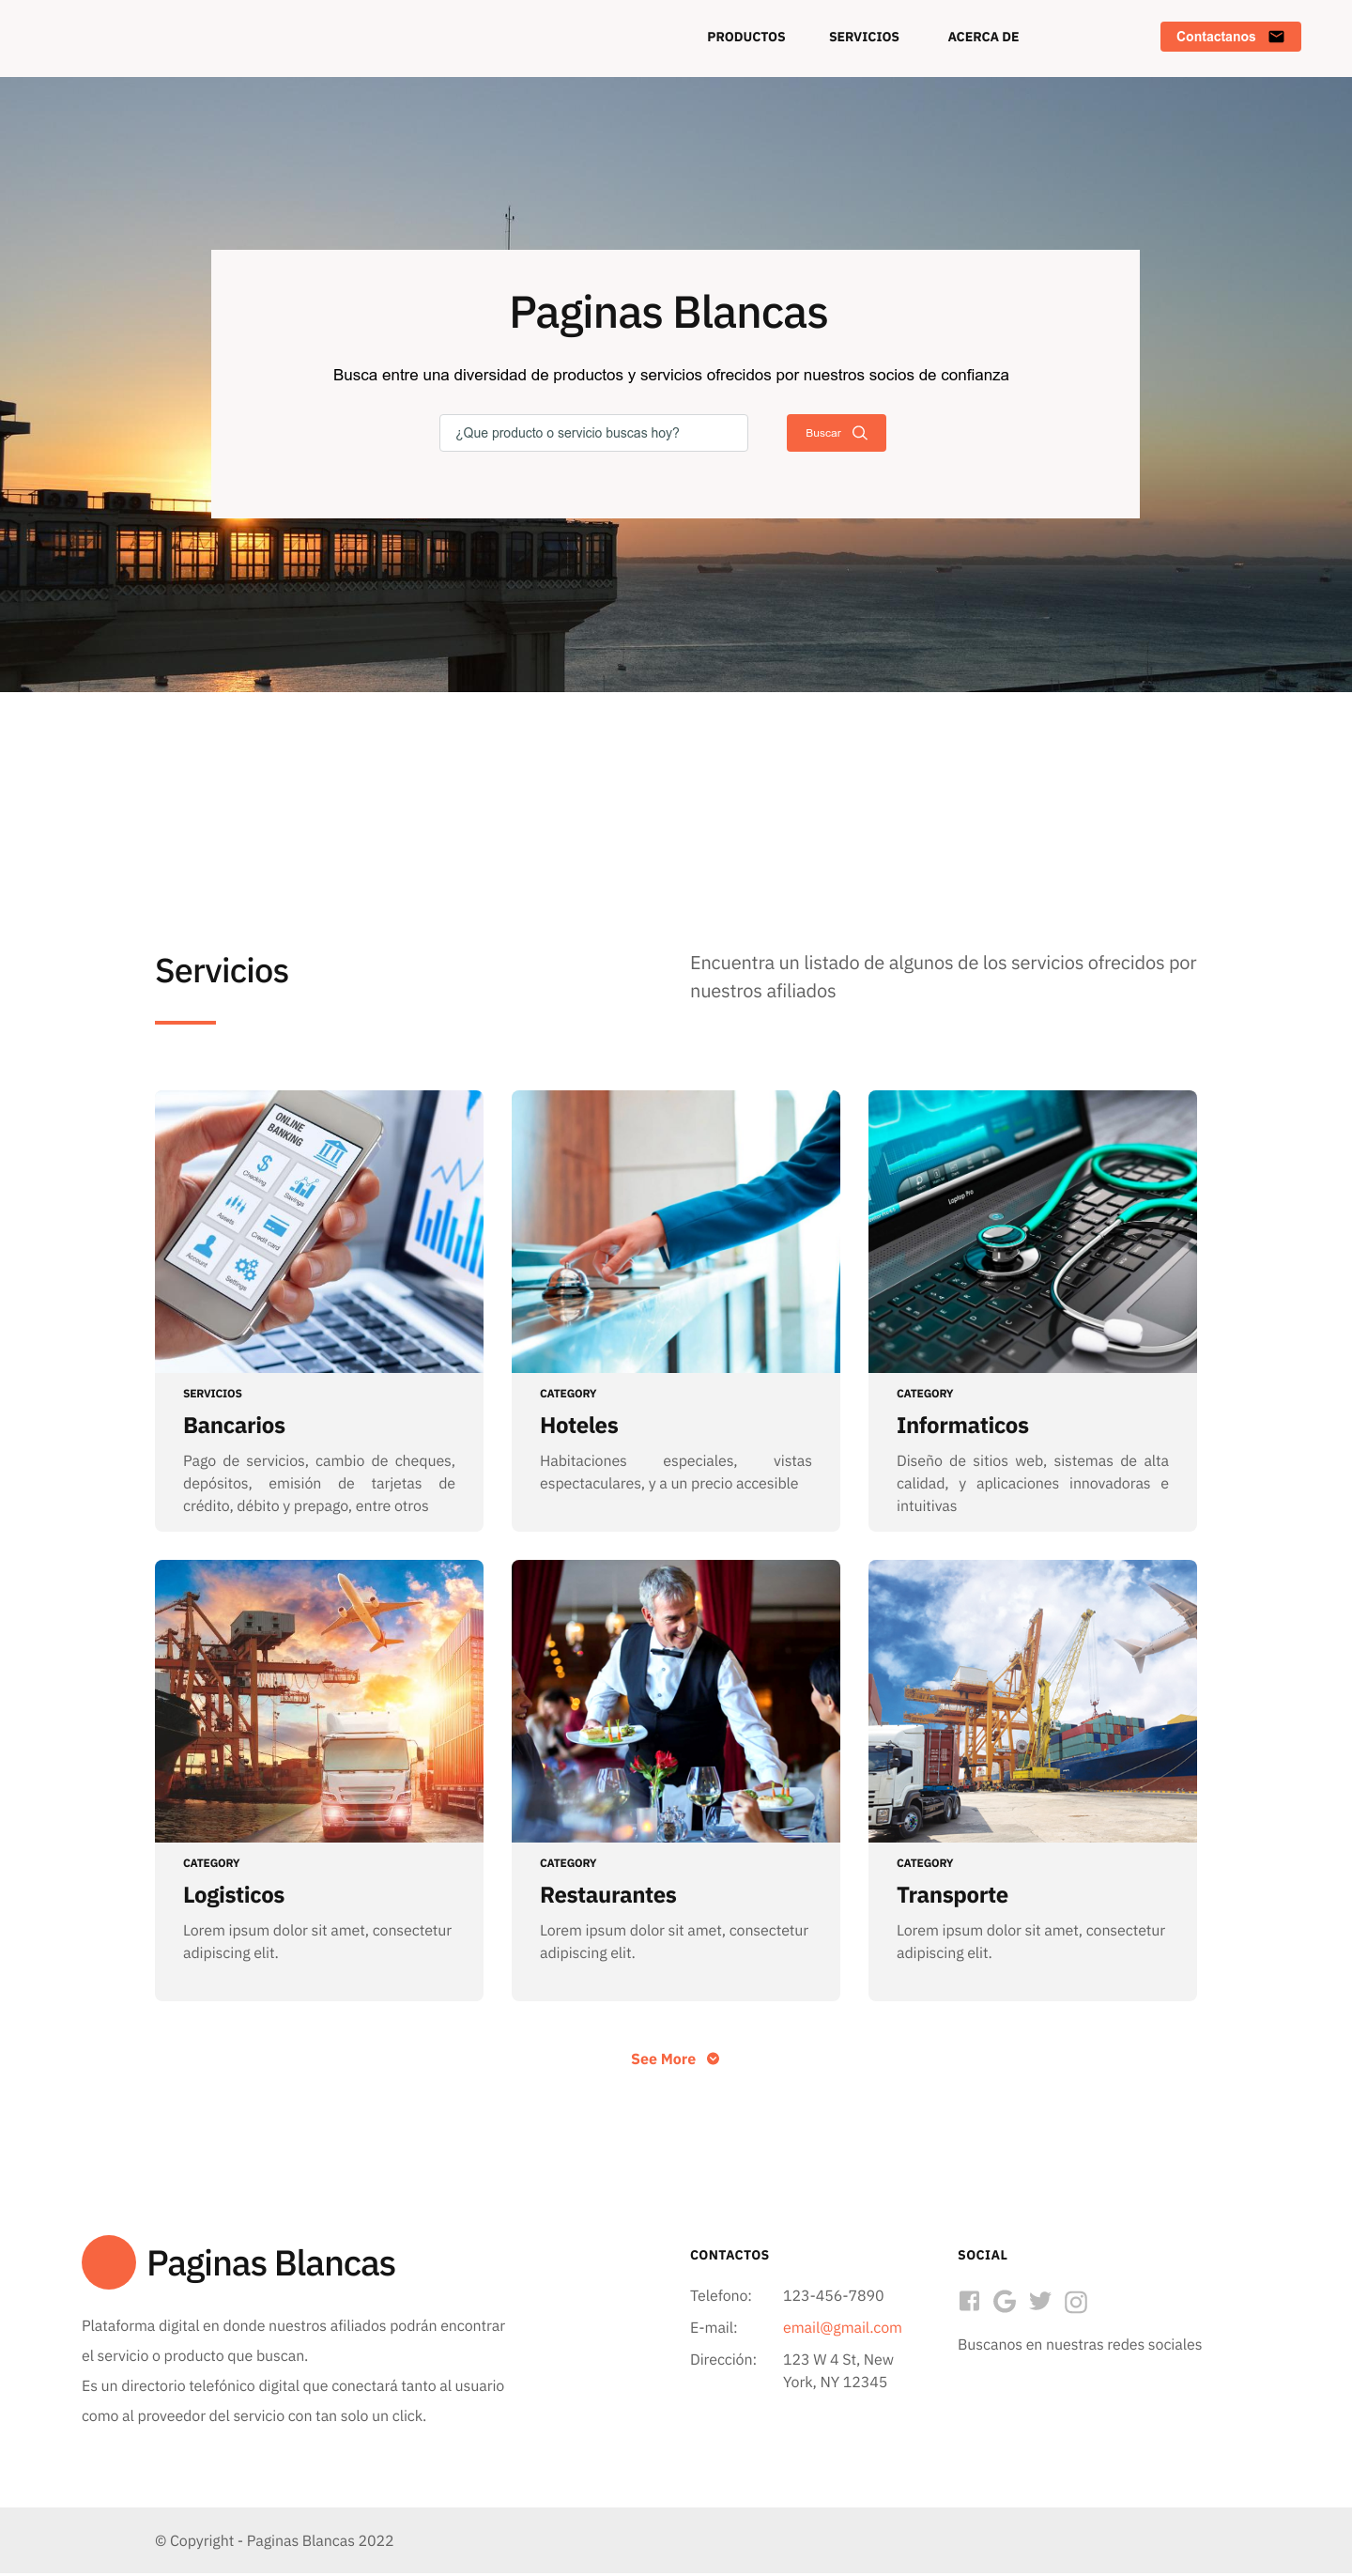 PRODUCTOS SERVICIOS ACERCA DE Contactanos
Paginas Blancas
Busca entre una diversidad de productos y servicios ofrecidos por nuestros socios de confianza
¿Que producto o servicio buscas hoy? Buscar
Servicios
Encuentra un listado de algunos de los servicios ofrecidos por
nuestros afiliados
ONLINE
BANKING
Checking
Savings
Assets
Credit card
Account
Settings
Laptop Pro
SERVICIOS
Bancarios
Pago de servicios, cambio de cheques,
depósitos, emisión de tarjetas de
crédito, débito y prepago, entre otros
CATEGORY
Hoteles
Habitaciones especiales, vistas
espectaculares, y a un precio accesible
CATEGORY
Informaticos
Diseño de sitios web, sistemas de alta
calidad, y aplicaciones innovadoras e
intuitivas
CATEGORY
Logisticos
Lorem ipsum dolor sit amet, consectetur
adipiscing elit.
CATEGORY
Restaurantes
Lorem ipsum dolor sit amet, consectetur
adipiscing elit.
CATEGORY
Transporte
Lorem ipsum dolor sit amet, consectetur
adipiscing elit.
See More
Paginas Blancas
Plataforma digital en donde nuestros afiliados podrán encontrar
el servicio o producto que buscan.
Es un directorio telefónico digital que conectará tanto al usuario
como al proveedor del servicio con tan solo un click.
CONTACTOS
Telefono: 123-456-7890
E-mail: email@gmail.com
Dirección: 123 W 4 St, New
York, NY 12345
SOCIAL
Buscanos en nuestras redes sociales
© Copyright - Paginas Blancas 2022